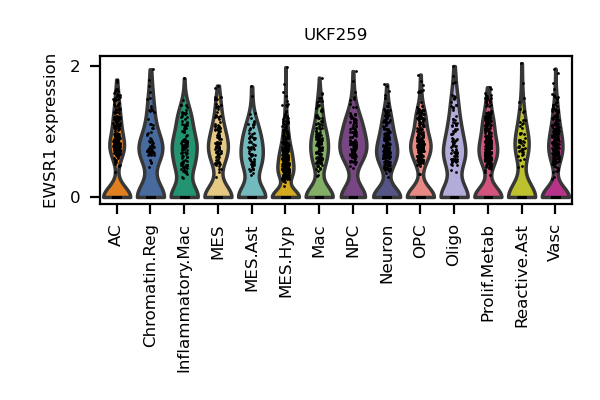 UKF259
EWSR1 expression
2
0
AC
Chromatin.Reg
Inflammatory.Mac
MES
MES.Ast
MES.Hyp
Mac
NPC
Neuron
OPC
Oligo
Prolif.Metab
Reactive.Ast
Vasc